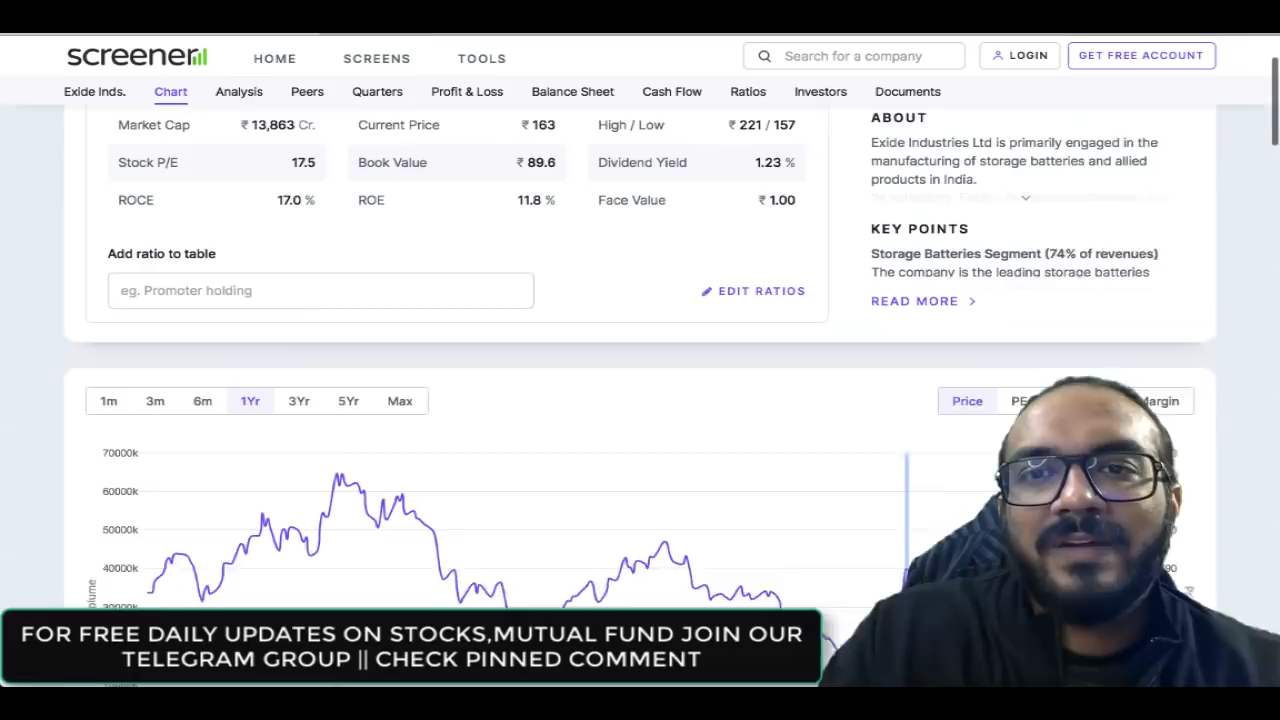 screener
HOME SCREENS TOOLS
Search for a company
LOGIN
GET FREE ACCOUNT
Exide Inds. Chart Analysis Peers Quarters Profit & Loss Balance Sheet Cash Flow Ratios Investors Documents
Market Cap ₹ 13,863 Cr. Current Price ₹ 163 High / Low ₹ 221 / 157
Stock P/E 17.5 Book Value ₹ 89.6 Dividend Yield 1.23 %
ROCE 17.0 % ROE 11.8 % Face Value ₹ 1.00
Add ratio to table
eg. Promoter holding
EDIT RATIOS
ABOUT
Exide Industries Ltd is primarily engaged in the
manufacturing of storage batteries and allied
products in India.
KEY POINTS
Storage Batteries Segment (74% of revenues)
The company is the leading storage batteries
READ MORE
1m 3m 6m 1Yr 3Yr 5Yr Max
Price PE
70000k
60000k
50000k
40000k
30000k
FOR FREE DAILY UPDATES ON STOCKS,MUTUAL FUND JOIN OUR
TELEGRAM GROUP || CHECK PINNED COMMENT